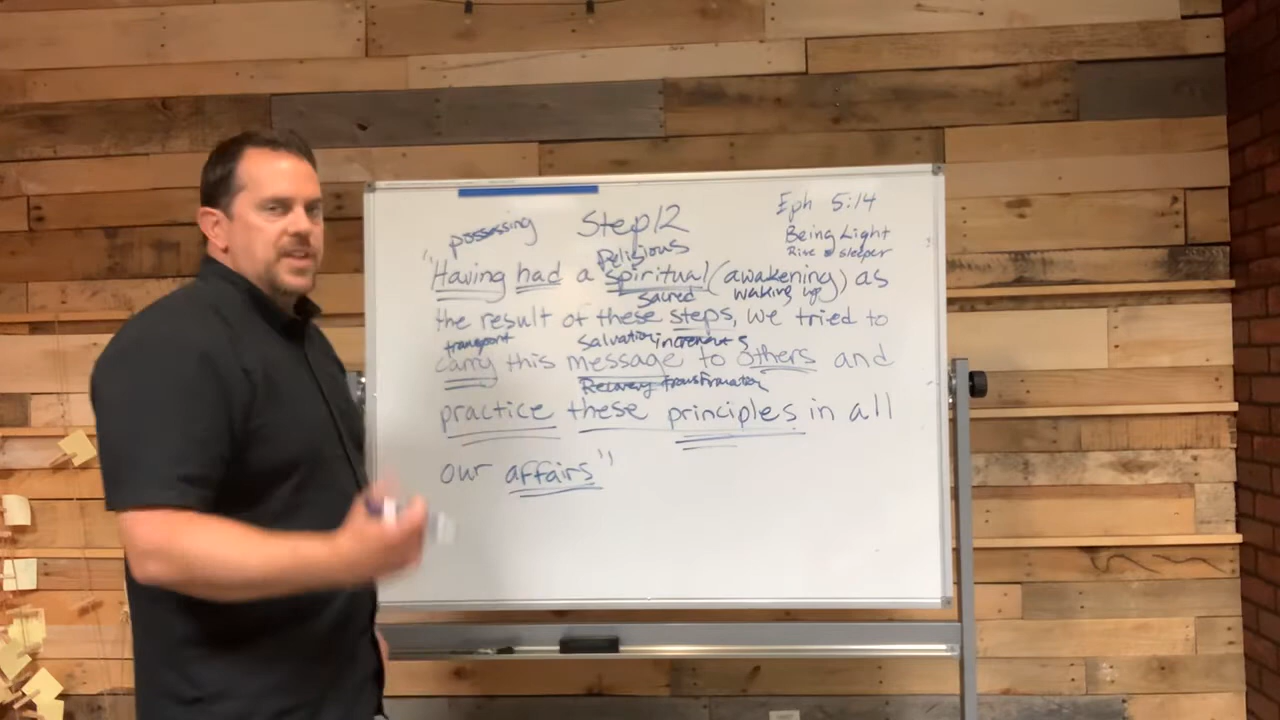 Step 12
Eph 5:14
Being Light
Rise O sleeper
possessing
Religious
"Having had a spiritual (awakening) as
Sacred waking up
the result of these steps, we tried to
transport Salvation increments
carry this message to others and
Recovery transformation
practice these principles in all
our affairs"